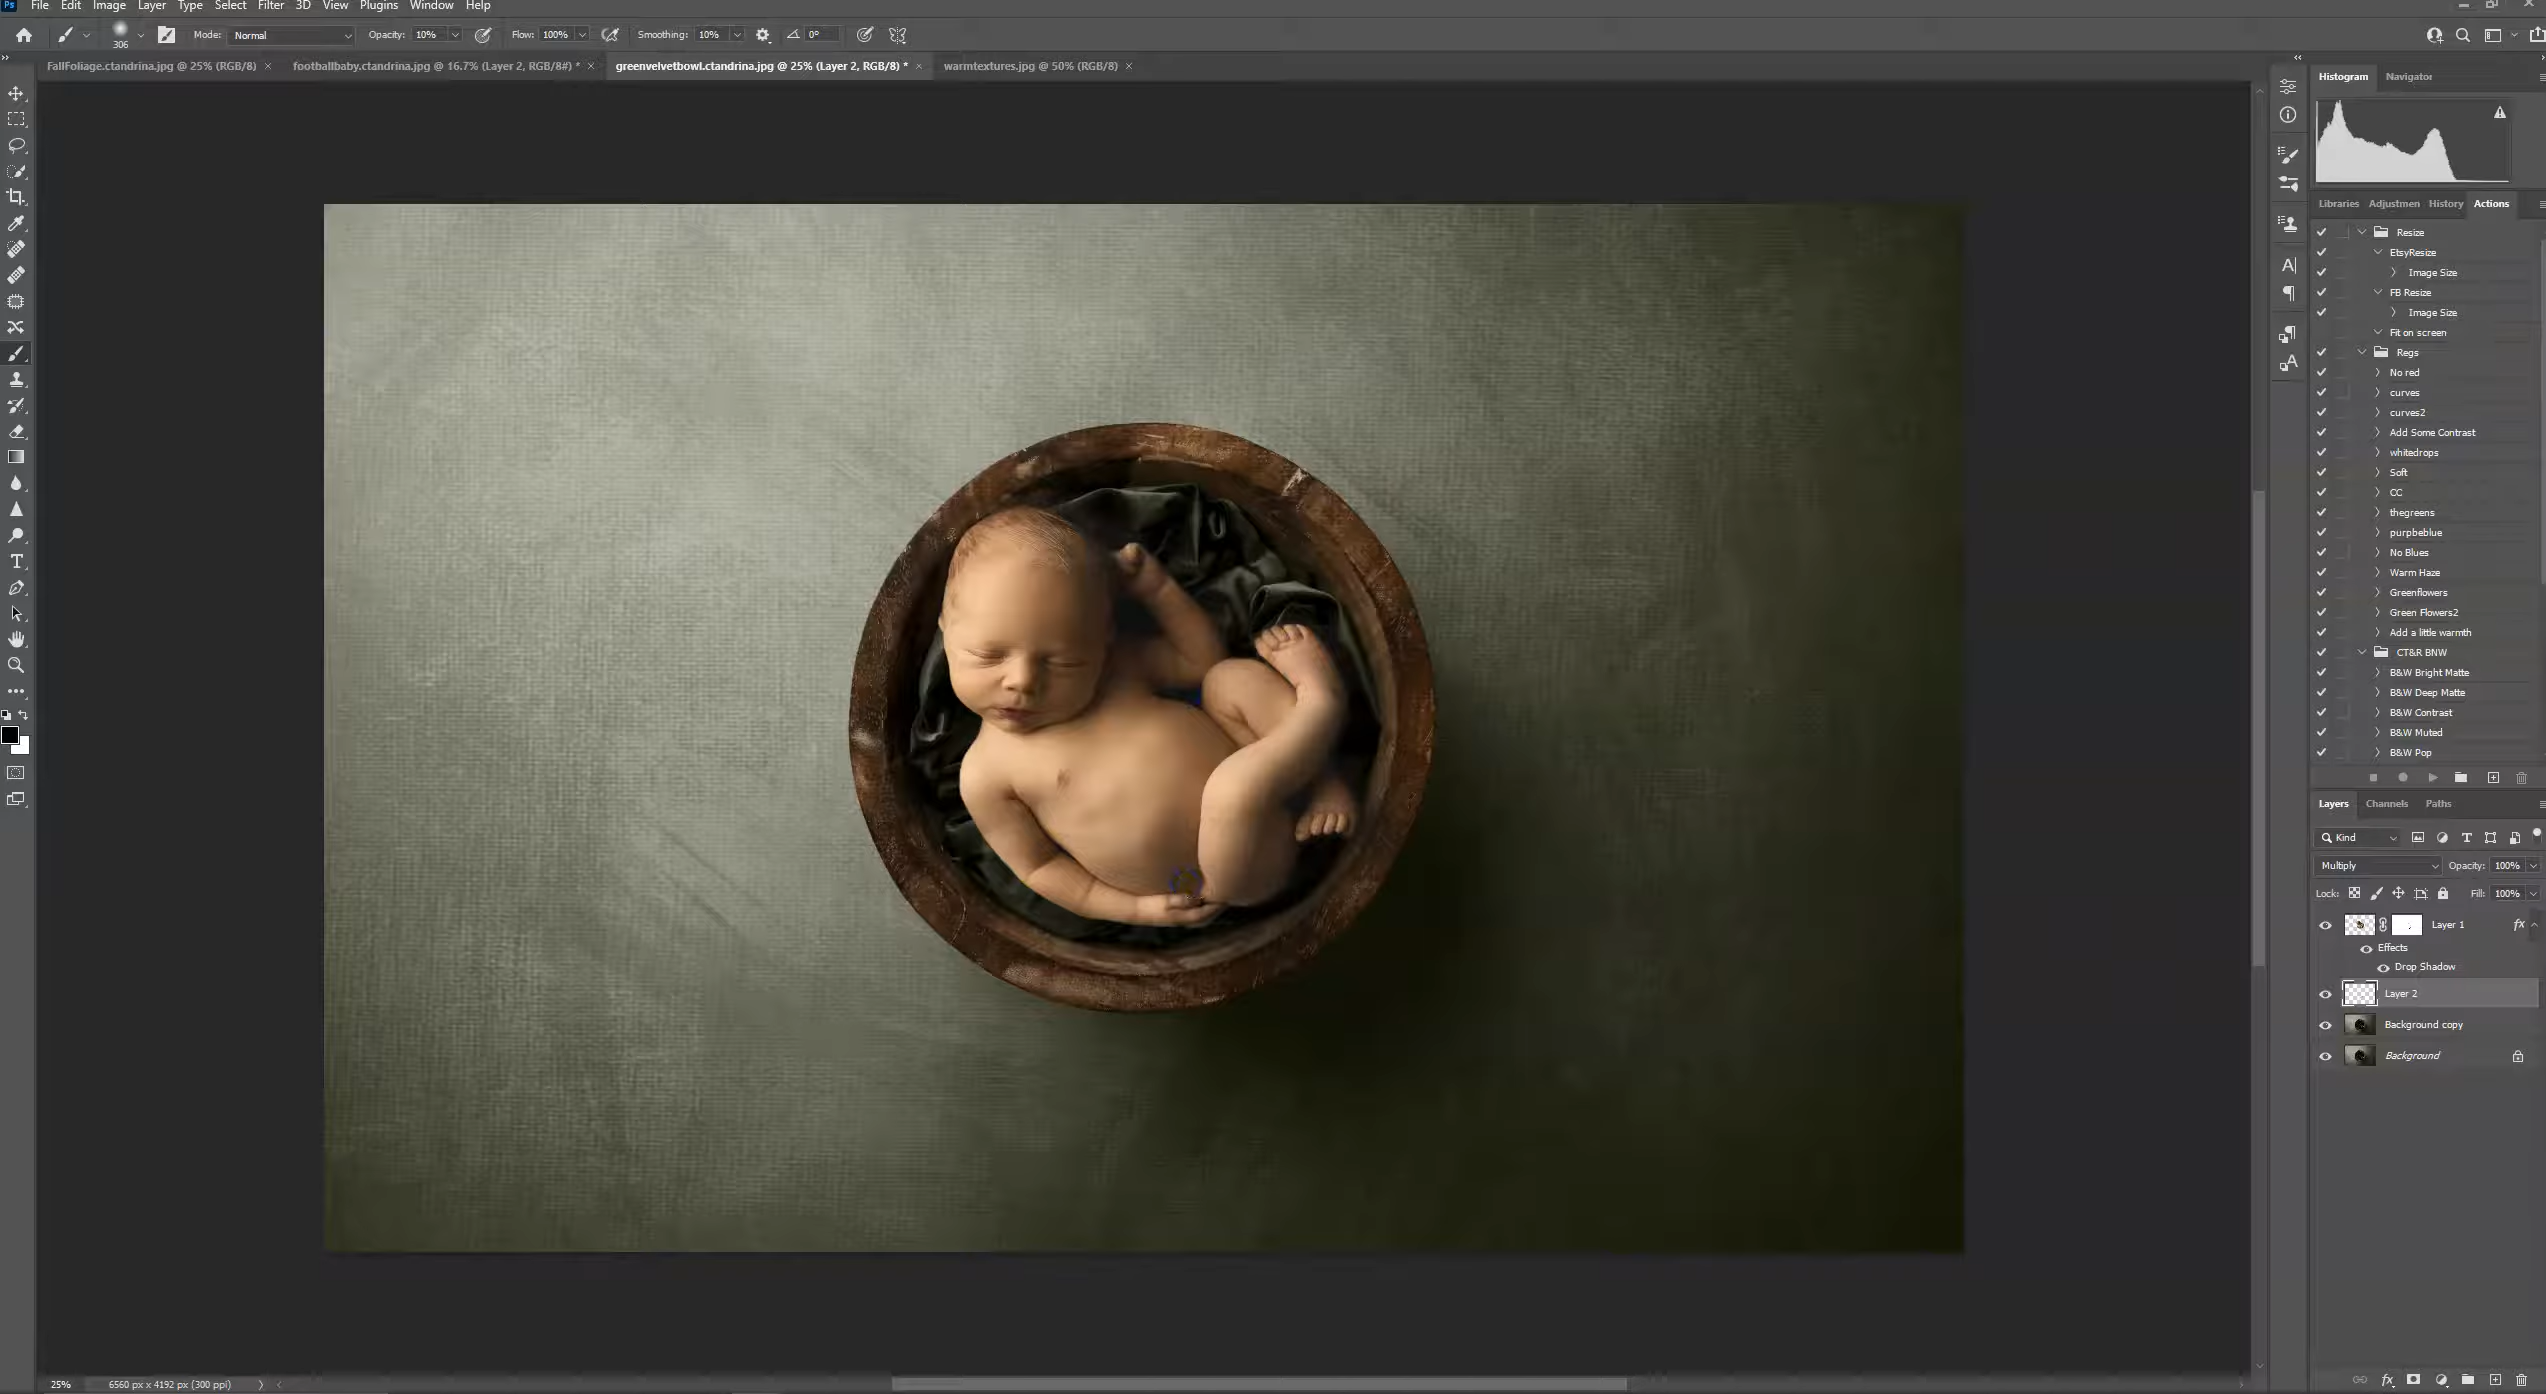 Ps File Edit Image Layer Type Select Filter 3D View Plugins Window Help
306 Mode: Normal Opacity: 10% Flow: 100% Smoothing: 10% 0°
FallFoliage.ctandrina.jpg @ 25% (RGB/8) × footballbaby.ctandrina.jpg @ 16.7% (Layer 2, RGB/8#) * × greenvelvetbowl.ctandrina.jpg @ 25% (Layer 2, RGB/8) * × warmtextures.jpg @ 50% (RGB/8) ×
Histogram Navigator
Libraries Adjustmen History Actions
Resize
EtsyResize
Image Size
FB Resize
Image Size
Fit on screen
Regs
No red
curves
curves2
Add Some Contrast
whitedrops
Soft
CC
thegreens
purpbeblue
No Blues
Warm Haze
Greenflowers
Green Flowers2
Add a little warmth
CT&R BNW
B&W Bright Matte
B&W Deep Matte
B&W Contrast
B&W Muted
B&W Pop
Layers Channels Paths
Kind
Multiply Opacity: 100%
Lock: Fill: 100%
Layer 1 fx
Effects
Drop Shadow
Layer 2
Background copy
Background
25% 6560 px x 4192 px (300 ppi)
fx